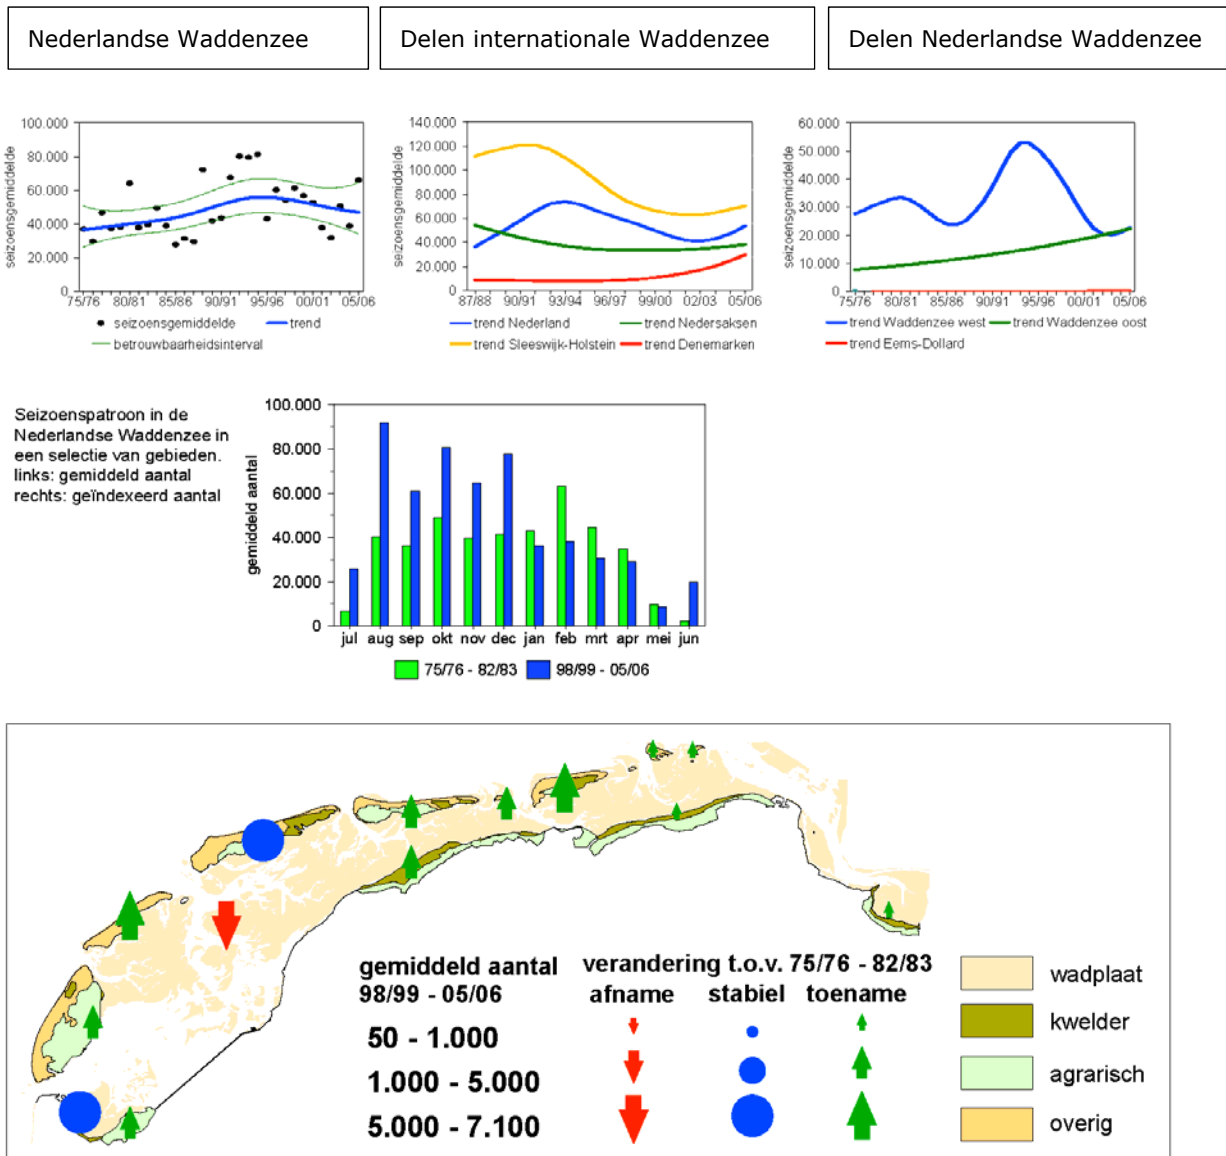 Nederlandse Waddenzee
Delen internationale Waddenzee
Delen Nederlandse Waddenzee
seizoensgemiddelde
100.000
80.000
60.000
40.000
20.000
0
75/76 80/81 85/86 90/91 95/96 00/01 05/06
seizoensgemiddelde trend
betrouwbaarheidsinterval
seizoensgemiddelde
140.000
120.000
100.000
80.000
60.000
40.000
20.000
0
87/88 90/91 93/94 96/97 99/00 02/03 05/06
trend Nederland trend Nedersaksen
trend Sleeswijk-Holstein trend Denemarken
seizoensgemiddelde
60.000
50.000
40.000
30.000
20.000
10.000
0
75/76 80/81 85/86 90/91 95/96 00/01 05/06
trend Waddenzee west trend Waddenzee oost
trend Eems-Dollard
Seizoenspatroon in de
Nederlandse Waddenzee in
een selectie van gebieden.
links: gemiddeld aantal
rechts: geïndexeerd aantal
gemiddeld aantal
100.000
80.000
60.000
40.000
20.000
0
jul aug sep okt nov dec jan feb mrt apr mei jun
75/76 - 82/83 98/99 - 05/06
gemiddeld aantal
98/99 - 05/06
50 - 1.000
1.000 - 5.000
5.000 - 7.100
verandering t.o.v. 75/76 - 82/83
afname stabiel toename
wadplaat
kwelder
agrarisch
overig